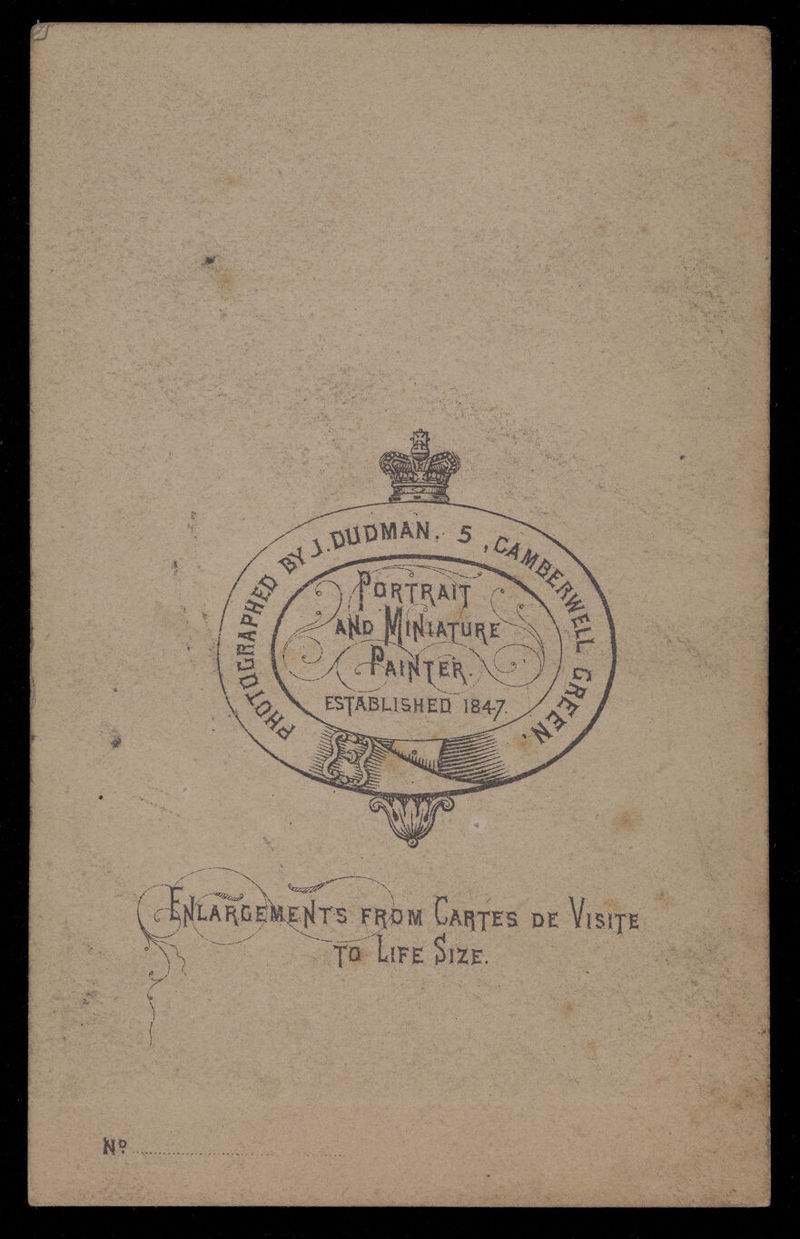 PHOTOGRAPHED BY J. DUDMAN, 5, CAMBERWELL GREEN.
PORTRAIT
AND MINIATURE
PAINTER.
ESTABLISHED 1847.
ENLARGEMENTS FROM CARTES DE VISITE
TO LIFE SIZE.
Nº